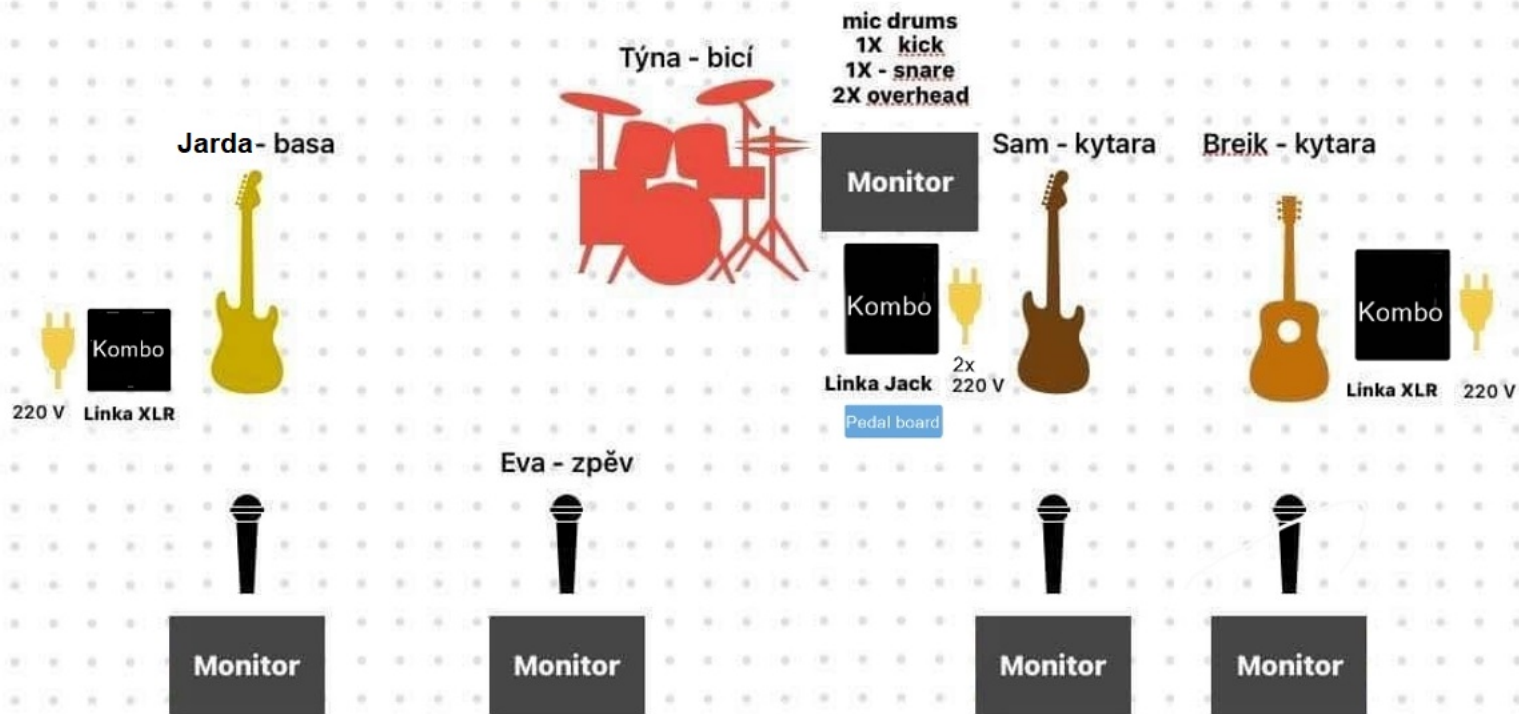 mic drums
1X kick
1X - snare
2X overhead
Týna - bicí
Jarda- basa
Monitor
Sam - kytara
Brejk - kytara
Kombo
220 V
Linka XLR
Kombo
2x
220 V
Linka Jack
Pedal board
Kombo
Linka XLR
220 V
Eva - zpěv
Monitor
Monitor
Monitor
Monitor